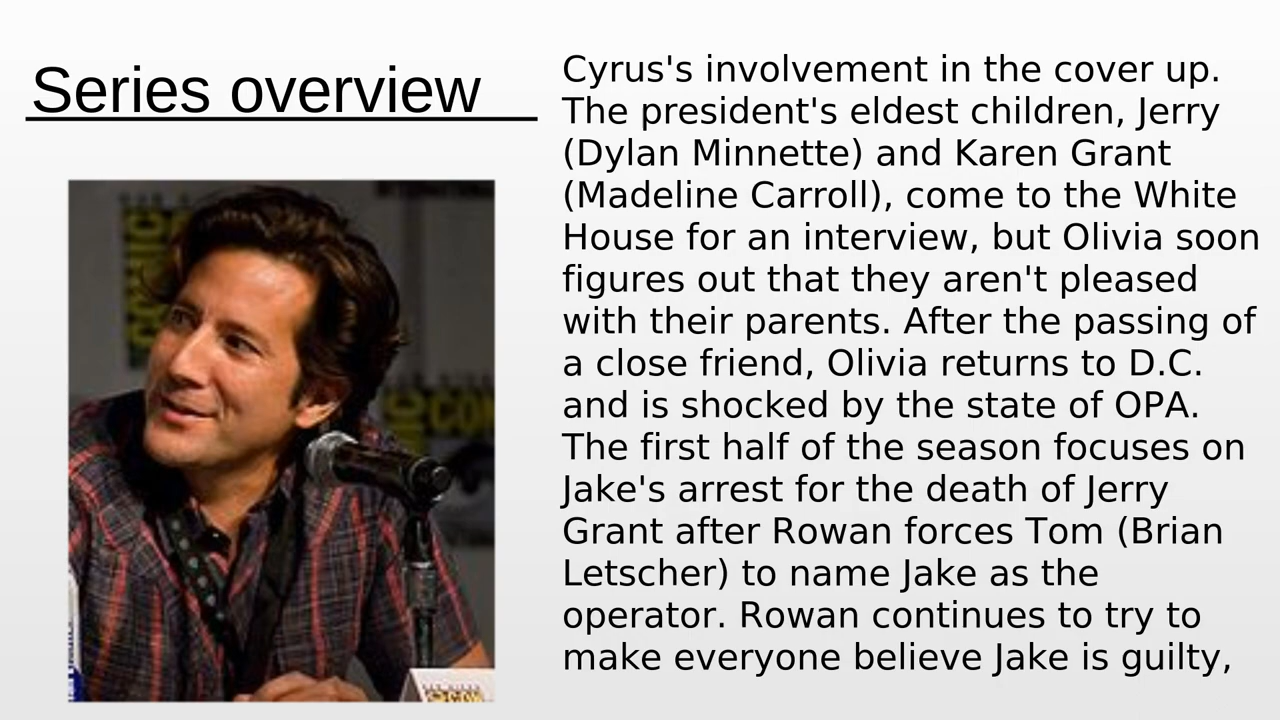 Series overview
Cyrus's involvement in the cover up.
The president's eldest children, Jerry
(Dylan Minnette) and Karen Grant
(Madeline Carroll), come to the White
House for an interview, but Olivia soon
figures out that they aren't pleased
with their parents. After the passing of
a close friend, Olivia returns to D.C.
and is shocked by the state of OPA.
The first half of the season focuses on
Jake's arrest for the death of Jerry
Grant after Rowan forces Tom (Brian
Letscher) to name Jake as the
operator. Rowan continues to try to
make everyone believe Jake is guilty,